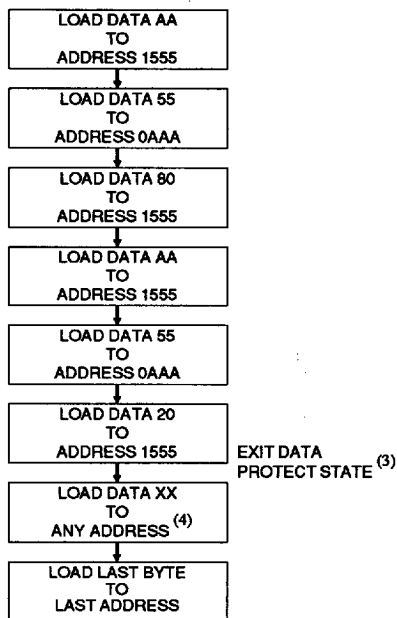 LOAD DATA AA
TO
ADDRESS 1555
LOAD DATA 55
TO
ADDRESS 0AAA
LOAD DATA 80
TO
ADDRESS 1555
LOAD DATA AA
TO
ADDRESS 1555
LOAD DATA 55
TO
ADDRESS 0AAA
LOAD DATA 20
TO
ADDRESS 1555
EXIT DATA
PROTECT STATE (3)
LOAD DATA XX
TO
ANY ADDRESS (4)
LOAD LAST BYTE
TO
LAST ADDRESS